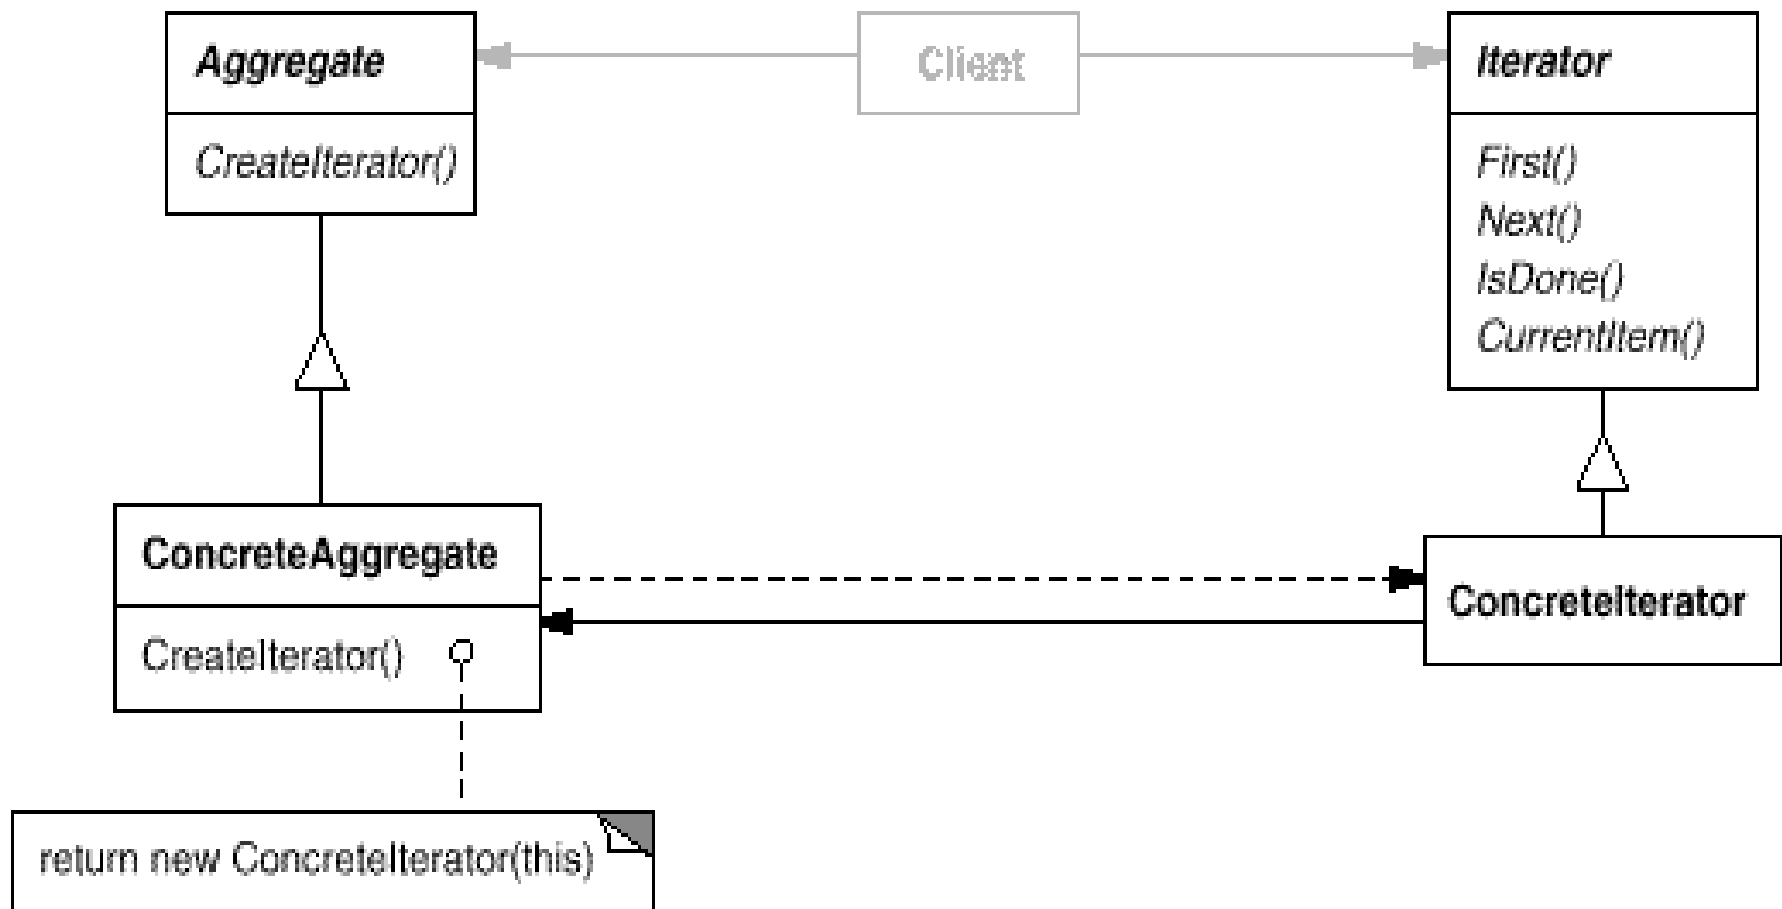 Aggregate
CreateIterator()
Client
Iterator
First()
Next()
IsDone()
CurrentItem()
ConcreteAggregate
CreateIterator()
ConcreteIterator
return new ConcreteIterator(this)